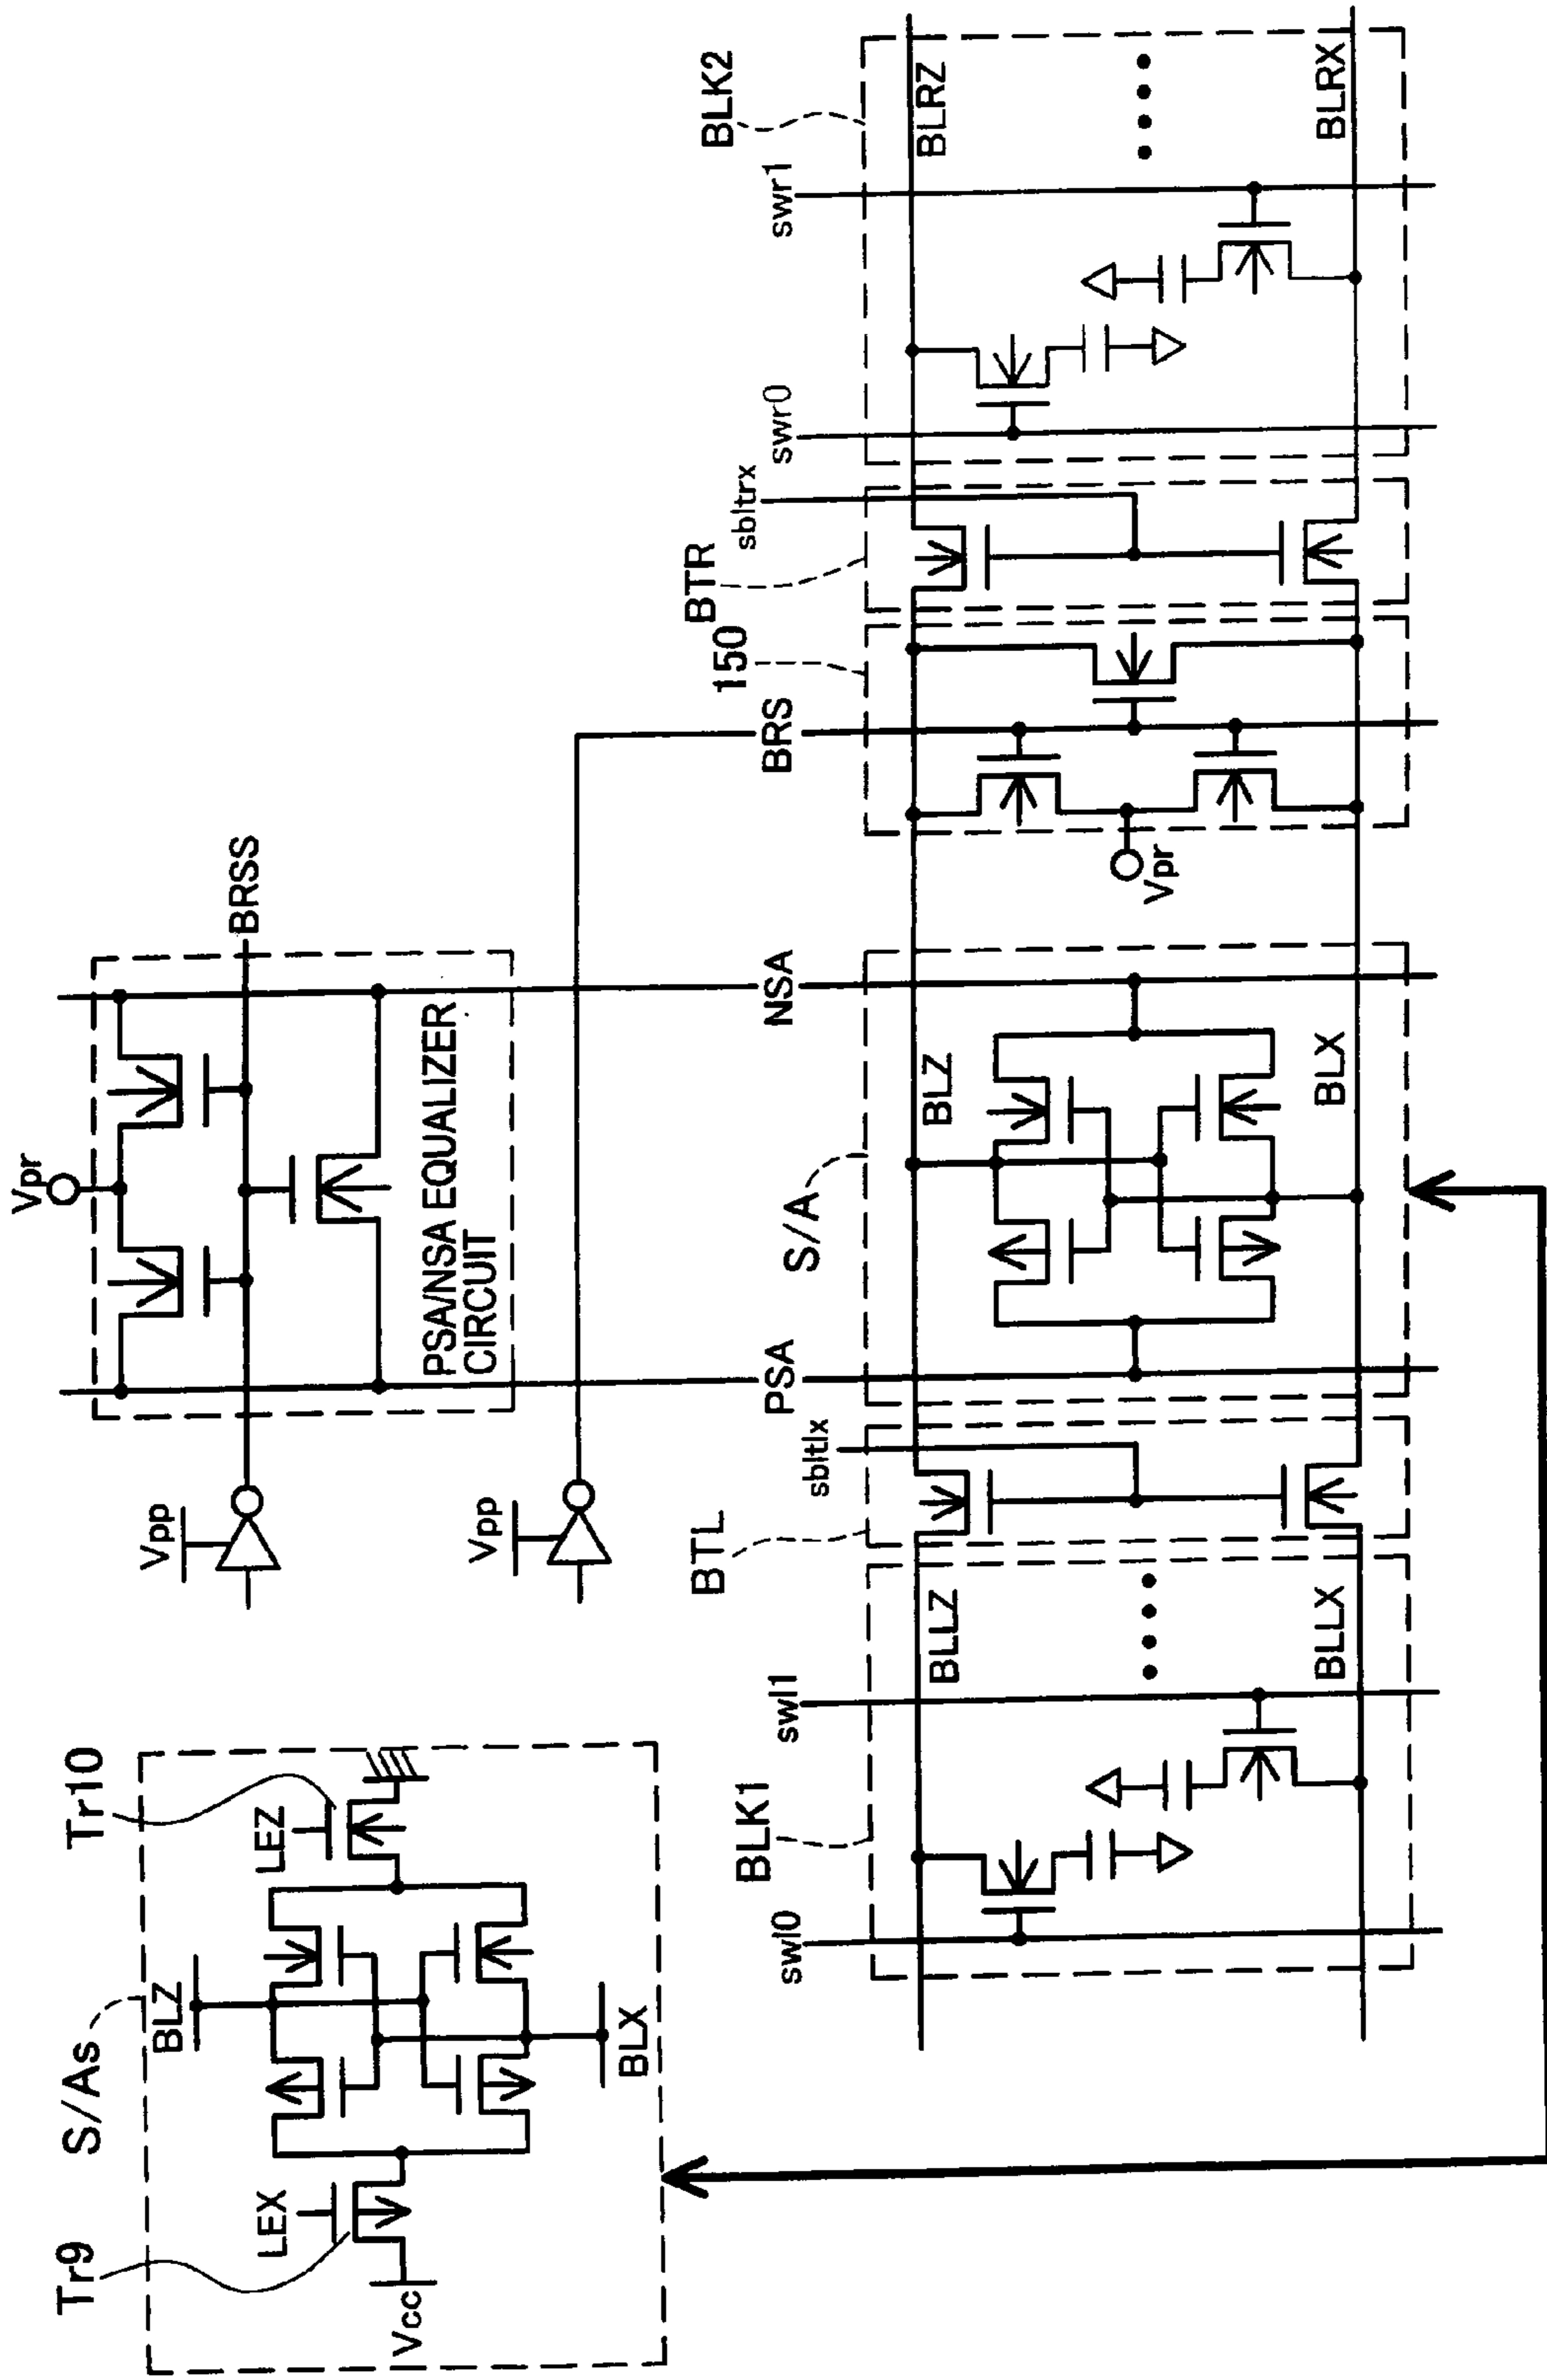 Tr9
Tr10
S/As
BLZ
LEX
LEZ
Vcc
BLX
Vpr
Vpp
BRSS
PSA/NSA EQUALIZER
CIRCUIT
Vpp
BLK1
BTL
S/A
150
BTR
BLK2
swl0
swl1
sbltlx
PSA
NSA
BRS
sbltrx
swr0
swr1
BLLZ
BLZ
BLRZ
Vpr
BLLX
BLX
BLRX